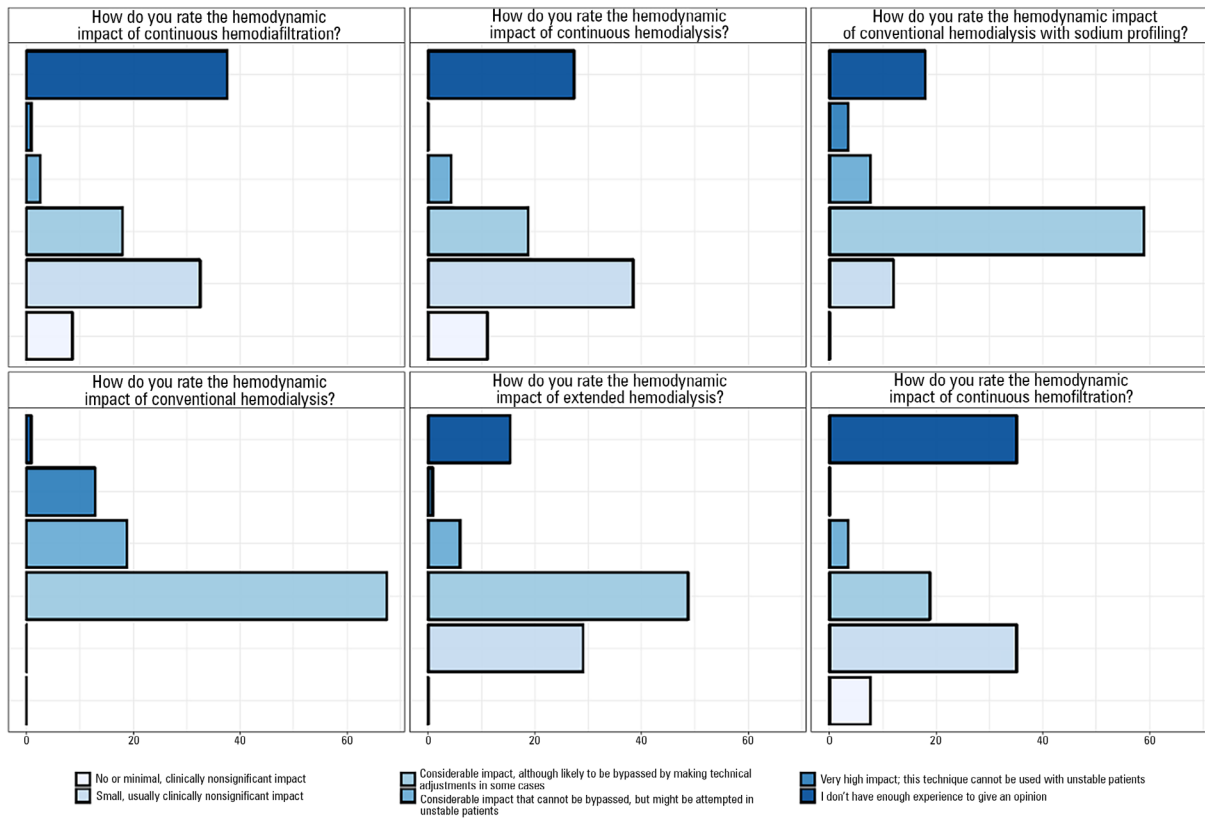 How do you rate the hemodynamic
impact of continuous hemodiafiltration?
How do you rate the hemodynamic
impact of continuous hemodialysis?
How do you rate the hemodynamic impact
of conventional hemodialysis with sodium profiling?
How do you rate the hemodynamic
impact of conventional hemodialysis?
How do you rate the hemodynamic
impact of extended hemodialysis?
How do you rate the hemodynamic
impact of continuous hemofiltration?
0 20 40 60
0 20 40 60
0 20 40 60
No or minimal, clinically nonsignificant impact
Small, usually clinically nonsignificant impact
Considerable impact, although likely to be bypassed by making technical
adjustments in some cases
Considerable impact that cannot be bypassed, but might be attempted in
unstable patients
Very high impact; this technique cannot be used with unstable patients
I don't have enough experience to give an opinion